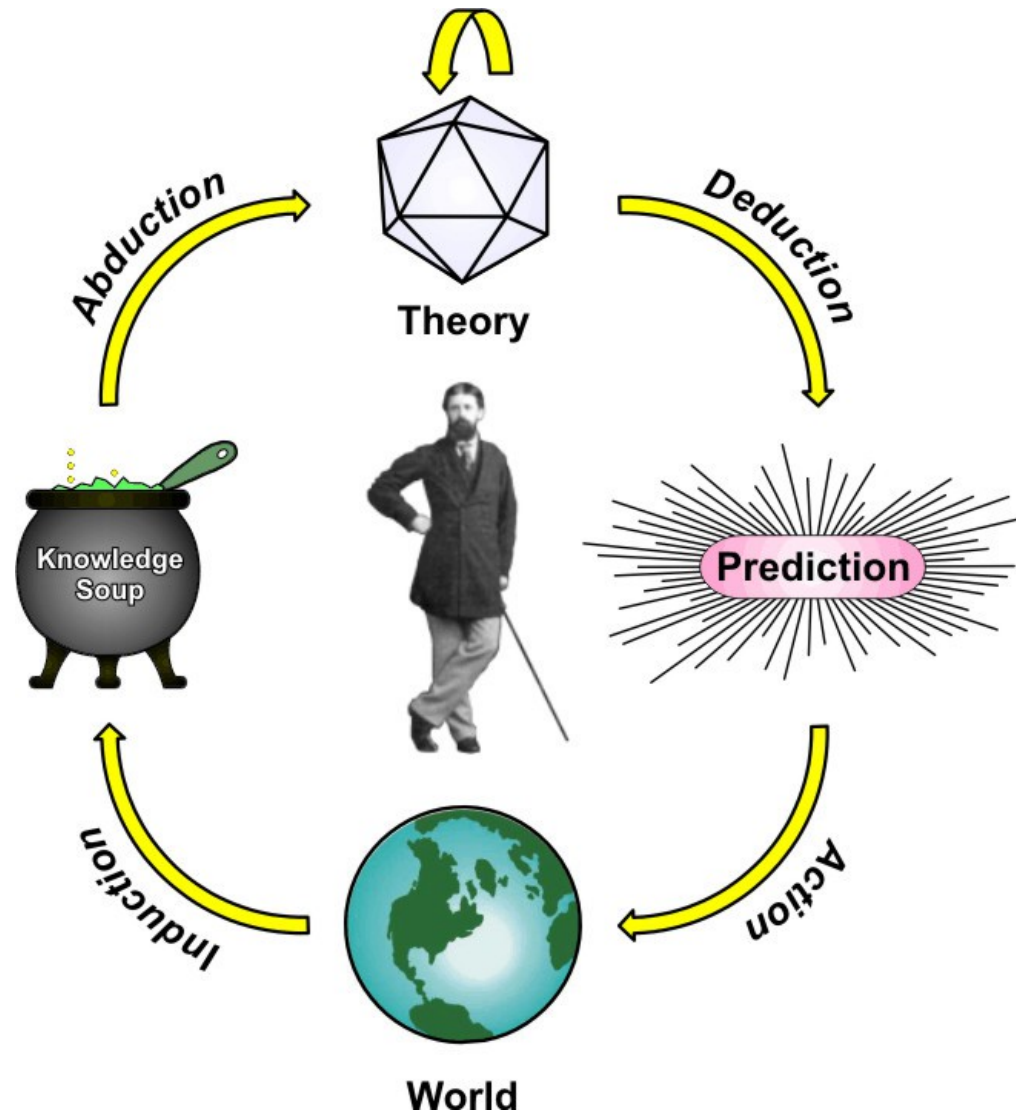 Abduction
Deduction
Theory
Knowledge
Soup
Prediction
Induction
Action
World